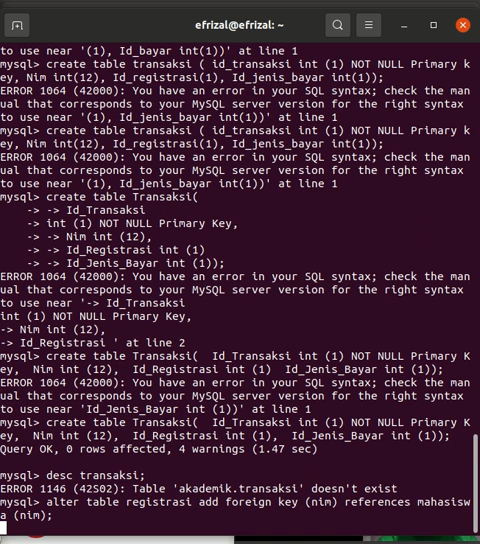 efrizal@efrizal: ~
to use near '(1), Id_bayar int(1))' at line 1
mysql> create table transaksi ( id_transaksi int (1) NOT NULL Primary k
ey, Nim int(12), Id_registrasi(1), Id_jenis_bayar int(1));
ERROR 1064 (42000): You have an error in your SQL syntax; check the man
ual that corresponds to your MySQL server version for the right syntax
to use near '(1), Id_jenis_bayar int(1))' at line 1
mysql> create table transaksi ( id_transaksi int (1) NOT NULL Primary k
ey, Nim int(12), Id_registrasi(1), Id_jenis_bayar int(1));
ERROR 1064 (42000): You have an error in your SQL syntax; check the man
ual that corresponds to your MySQL server version for the right syntax
to use near '(1), Id_jenis_bayar int(1))' at line 1
mysql> create table Transaksi(
    -> -> Id_Transaksi
    -> int (1) NOT NULL Primary Key,
    -> -> Nim int (12),
    -> -> Id_Registrasi int (1)
    -> -> Id_Jenis_Bayar int (1));
ERROR 1064 (42000): You have an error in your SQL syntax; check the man
ual that corresponds to your MySQL server version for the right syntax
to use near '-> Id_Transaksi
int (1) NOT NULL Primary Key,
-> Nim int (12),
-> Id_Registrasi ' at line 2
mysql> create table Transaksi(  Id_Transaksi int (1) NOT NULL Primary K
ey,  Nim int (12),  Id_Registrasi int (1)  Id_Jenis_Bayar int (1));
ERROR 1064 (42000): You have an error in your SQL syntax; check the man
ual that corresponds to your MySQL server version for the right syntax
to use near 'Id_Jenis_Bayar int (1))' at line 1
mysql> create table Transaksi(  Id_Transaksi int (1) NOT NULL Primary K
ey,  Nim int (12),  Id_Registrasi int (1),  Id_Jenis_Bayar int (1));
Query OK, 0 rows affected, 4 warnings (1.47 sec)

mysql> desc transaksi;
ERROR 1146 (42S02): Table 'akademik.transaksi' doesn't exist
mysql> alter table registrasi add foreign key (nim) references mahasisw
a (nim);